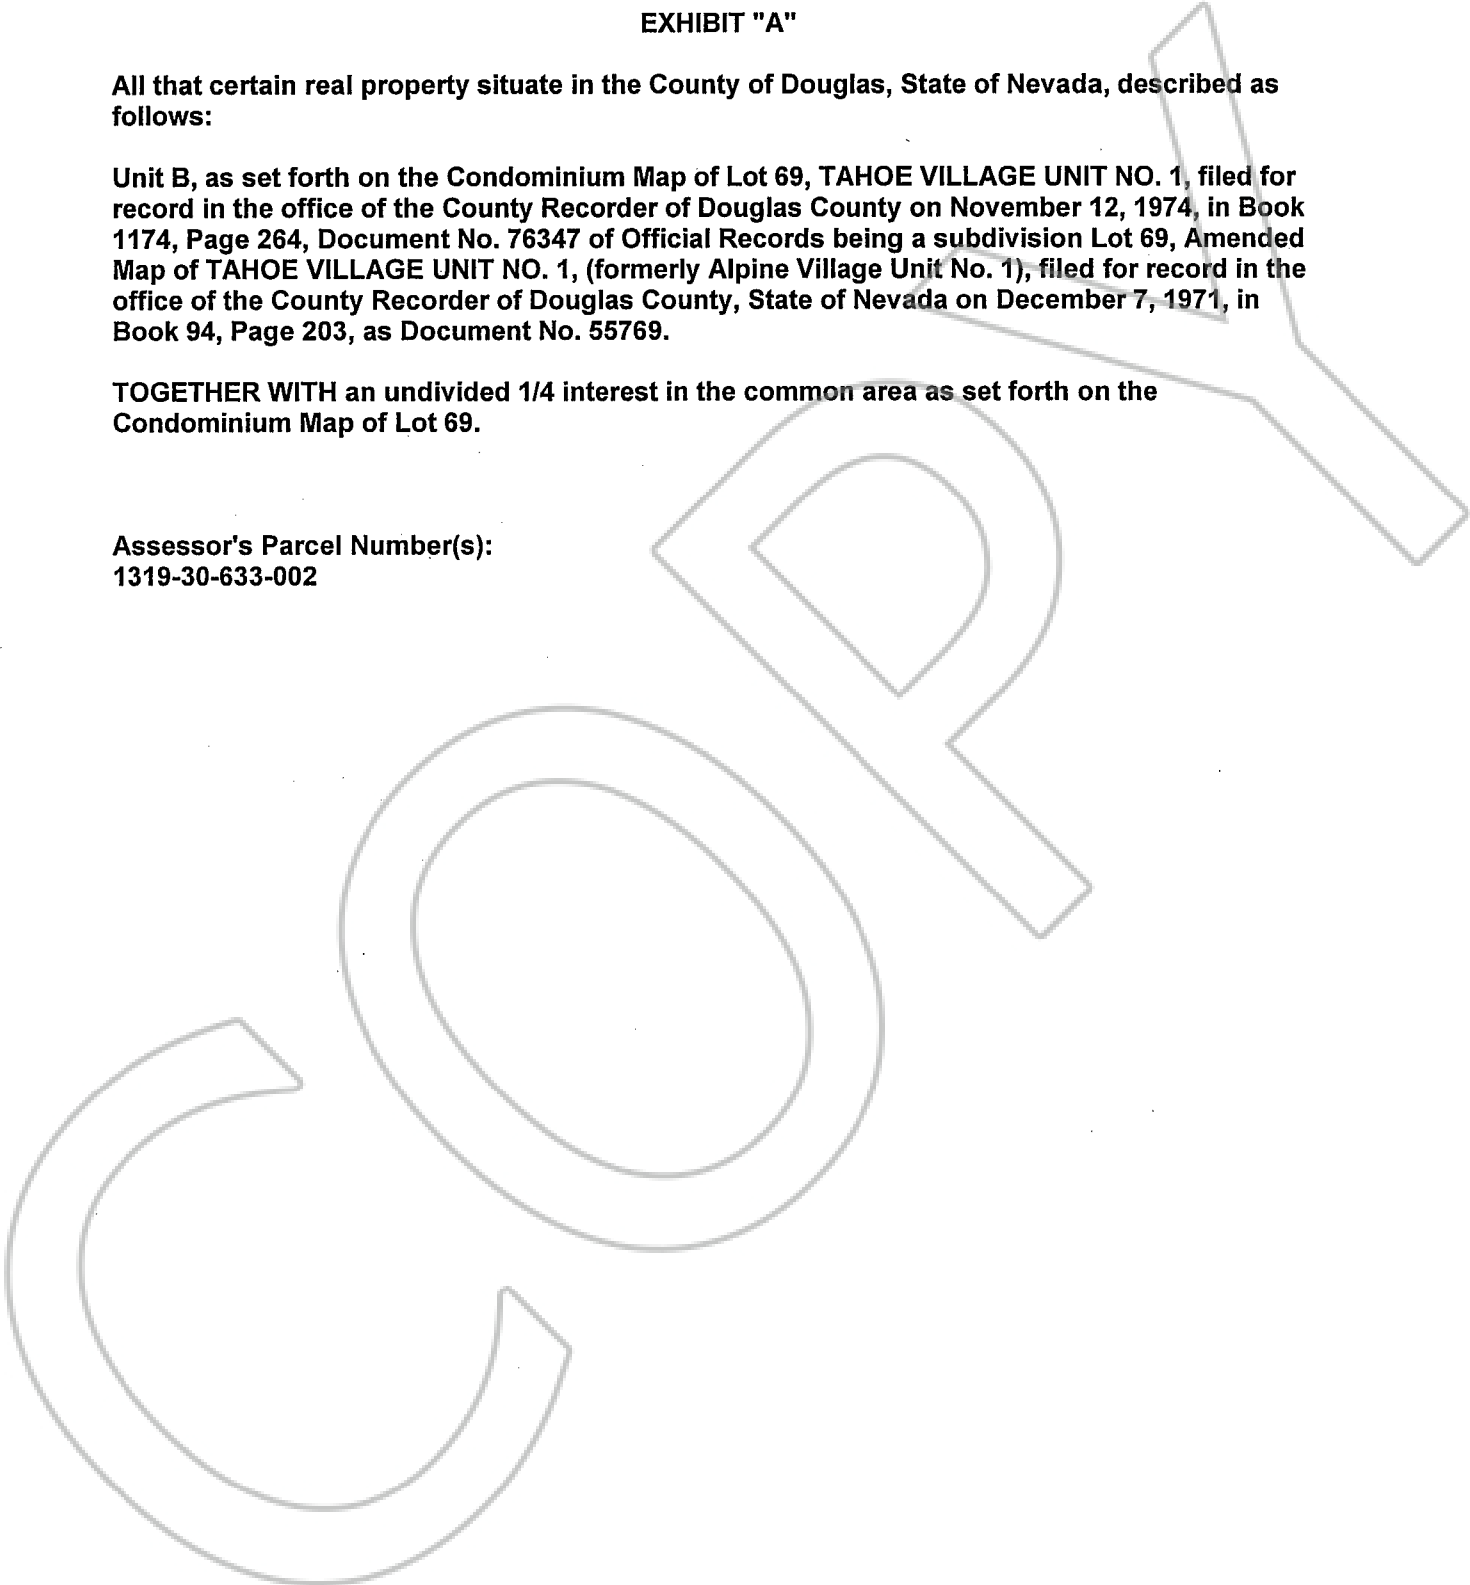 EXHIBIT "A"
All that certain real property situate in the County of Douglas, State of Nevada, described as
follows:
Unit B, as set forth on the Condominium Map of Lot 69, TAHOE VILLAGE UNIT NO. 1, filed for
record in the office of the County Recorder of Douglas County on November 12, 1974, in Book
1174, Page 264, Document No. 76347 of Official Records being a subdivision Lot 69, Amended
Map of TAHOE VILLAGE UNIT NO. 1, (formerly Alpine Village Unit No. 1), filed for record in the
office of the County Recorder of Douglas County, State of Nevada on December 7, 1971, in
Book 94, Page 203, as Document No. 55769.
TOGETHER WITH an undivided 1/4 interest in the common area as set forth on the
Condominium Map of Lot 69.
Assessor's Parcel Number(s):
1319-30-633-002
COPY